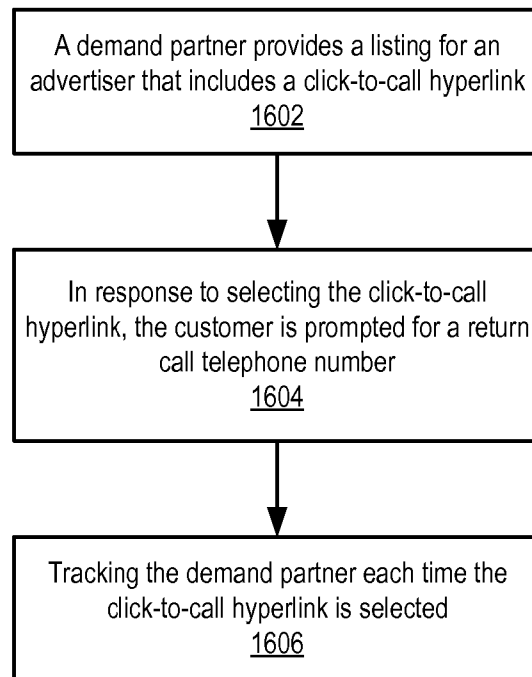 A demand partner provides a listing for an
advertiser that includes a click-to-call hyperlink
1602
In response to selecting the click-to-call
hyperlink, the customer is prompted for a return
call telephone number
1604
Tracking the demand partner each time the
click-to-call hyperlink is selected
1606